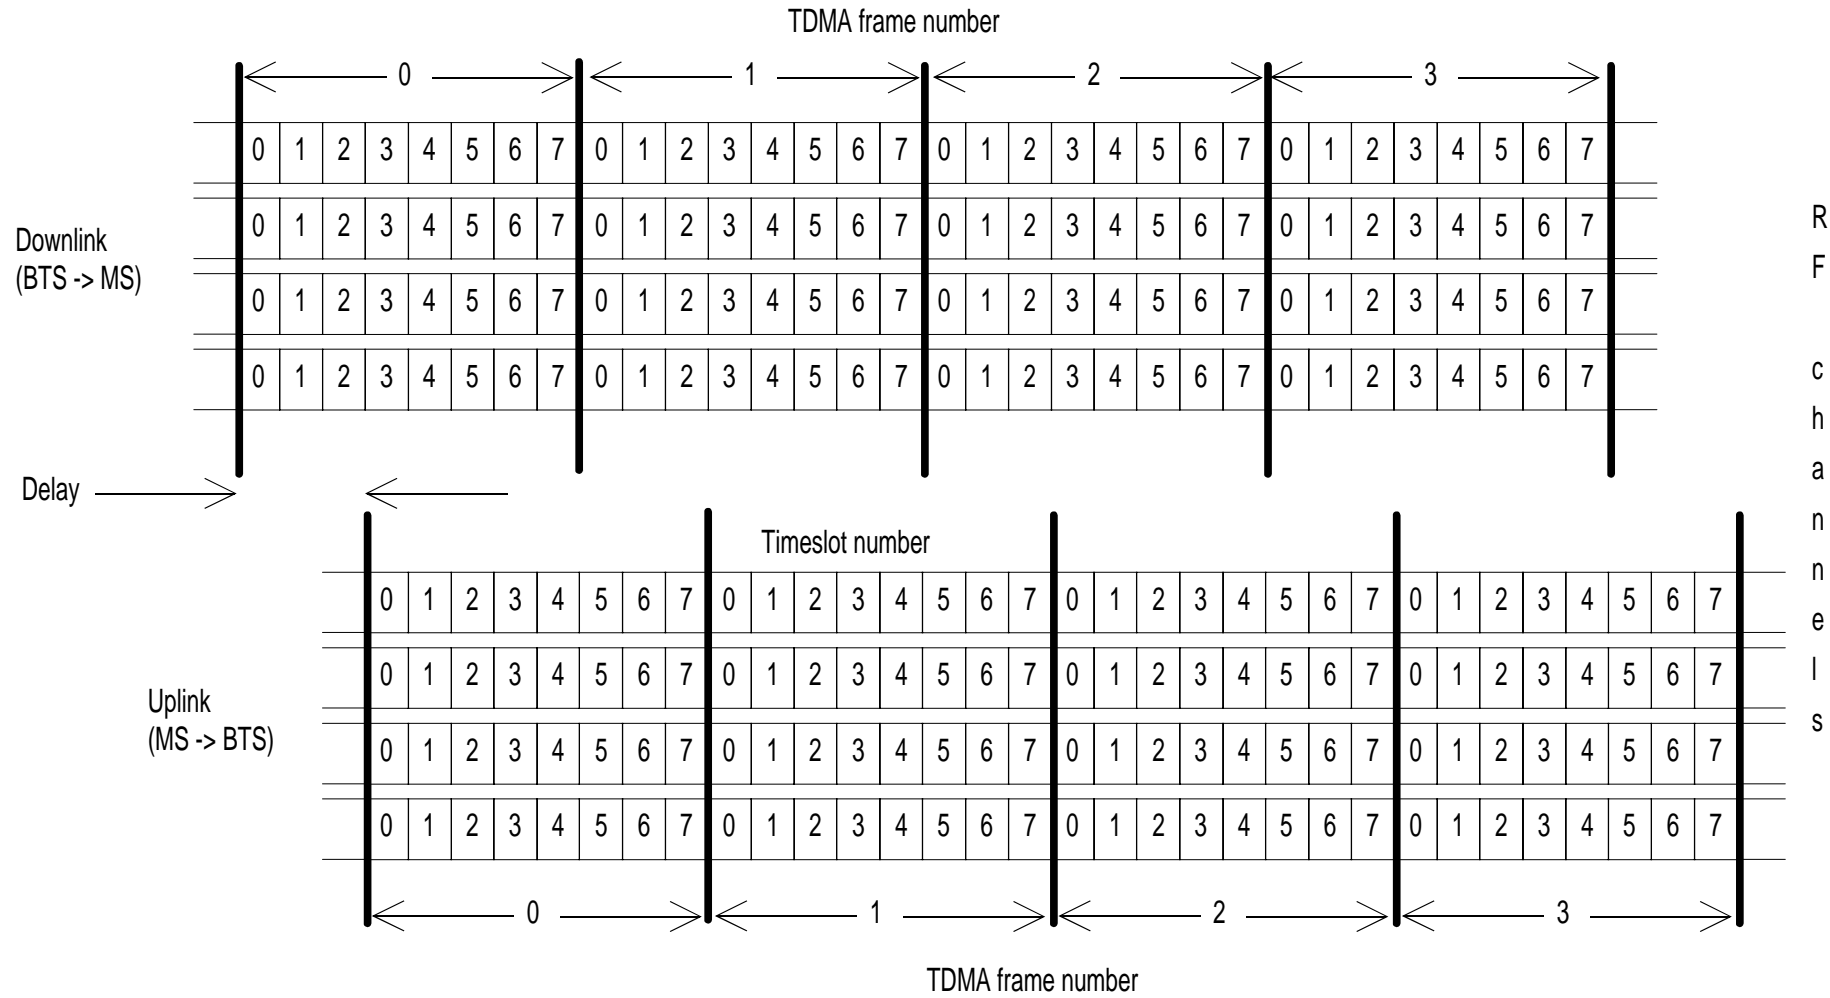 TDMA frame number
0 1 2 3
0 1 2 3 4 5 6 7 0 1 2 3 4 5 6 7 0 1 2 3 4 5 6 7 0 1 2 3 4 5 6 7
0 1 2 3 4 5 6 7 0 1 2 3 4 5 6 7 0 1 2 3 4 5 6 7 0 1 2 3 4 5 6 7
Downlink
(BTS -> MS)
0 1 2 3 4 5 6 7 0 1 2 3 4 5 6 7 0 1 2 3 4 5 6 7 0 1 2 3 4 5 6 7
0 1 2 3 4 5 6 7 0 1 2 3 4 5 6 7 0 1 2 3 4 5 6 7 0 1 2 3 4 5 6 7
RF channels
Delay
Timeslot number
0 1 2 3 4 5 6 7 0 1 2 3 4 5 6 7 0 1 2 3 4 5 6 7 0 1 2 3 4 5 6 7
0 1 2 3 4 5 6 7 0 1 2 3 4 5 6 7 0 1 2 3 4 5 6 7 0 1 2 3 4 5 6 7
Uplink
(MS -> BTS)
0 1 2 3 4 5 6 7 0 1 2 3 4 5 6 7 0 1 2 3 4 5 6 7 0 1 2 3 4 5 6 7
0 1 2 3 4 5 6 7 0 1 2 3 4 5 6 7 0 1 2 3 4 5 6 7 0 1 2 3 4 5 6 7
0 1 2 3
TDMA frame number